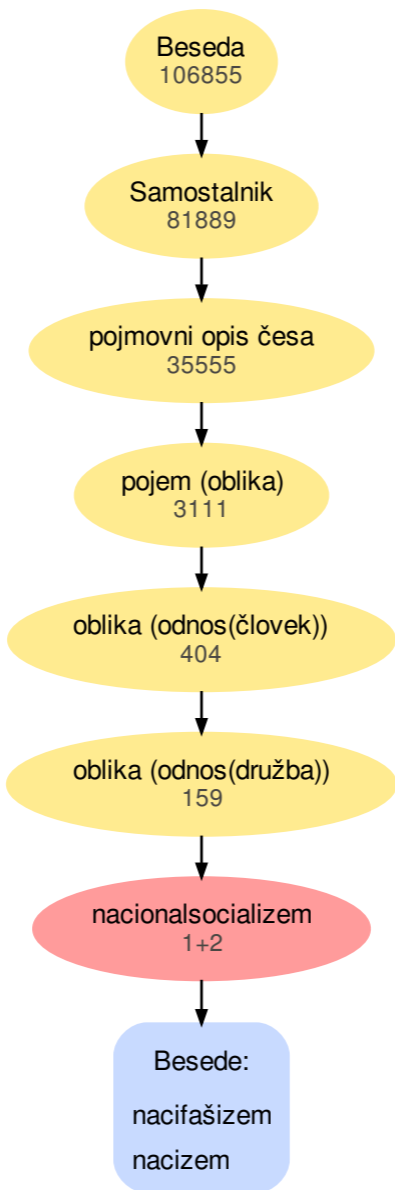 Beseda
106855
Samostalnik
81889
pojmovni opis česa
35555
pojem (oblika)
3111
oblika (odnos(človek))
404
oblika (odnos(družba))
159
nacionalsocializem
1+2
Besede:
nacifašizem
nacizem